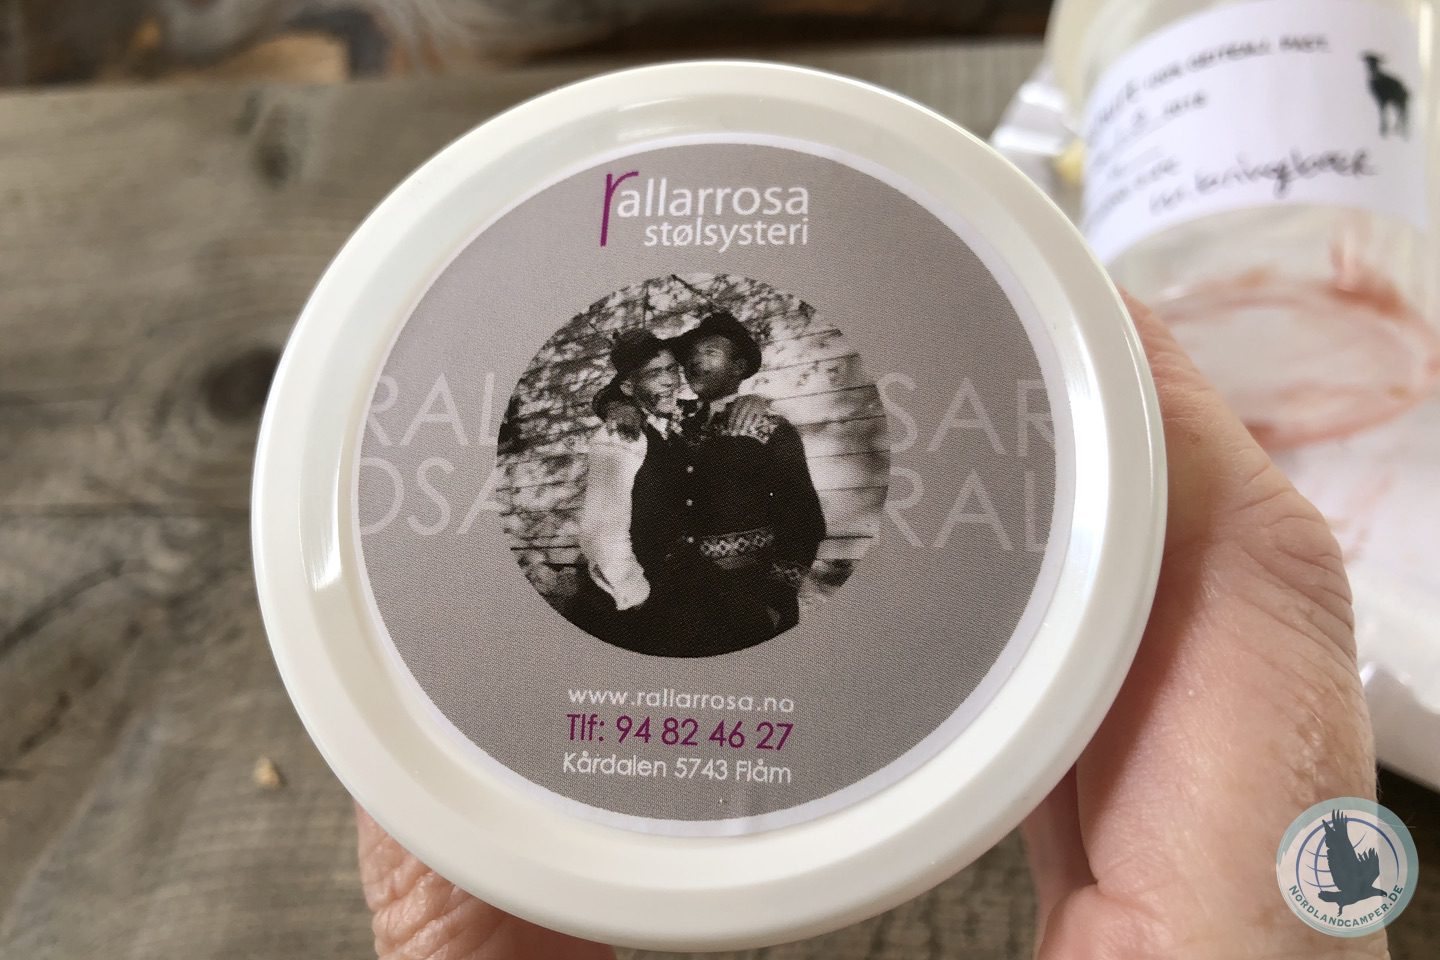 rallarrosa
stølsysteri
RAL
SAR
OSA
RAL
www.rallarrosa.no
Tlf: 94 82 46 27
Kårdalen 5743 Flåm
NORDLANDCAMPER.DE